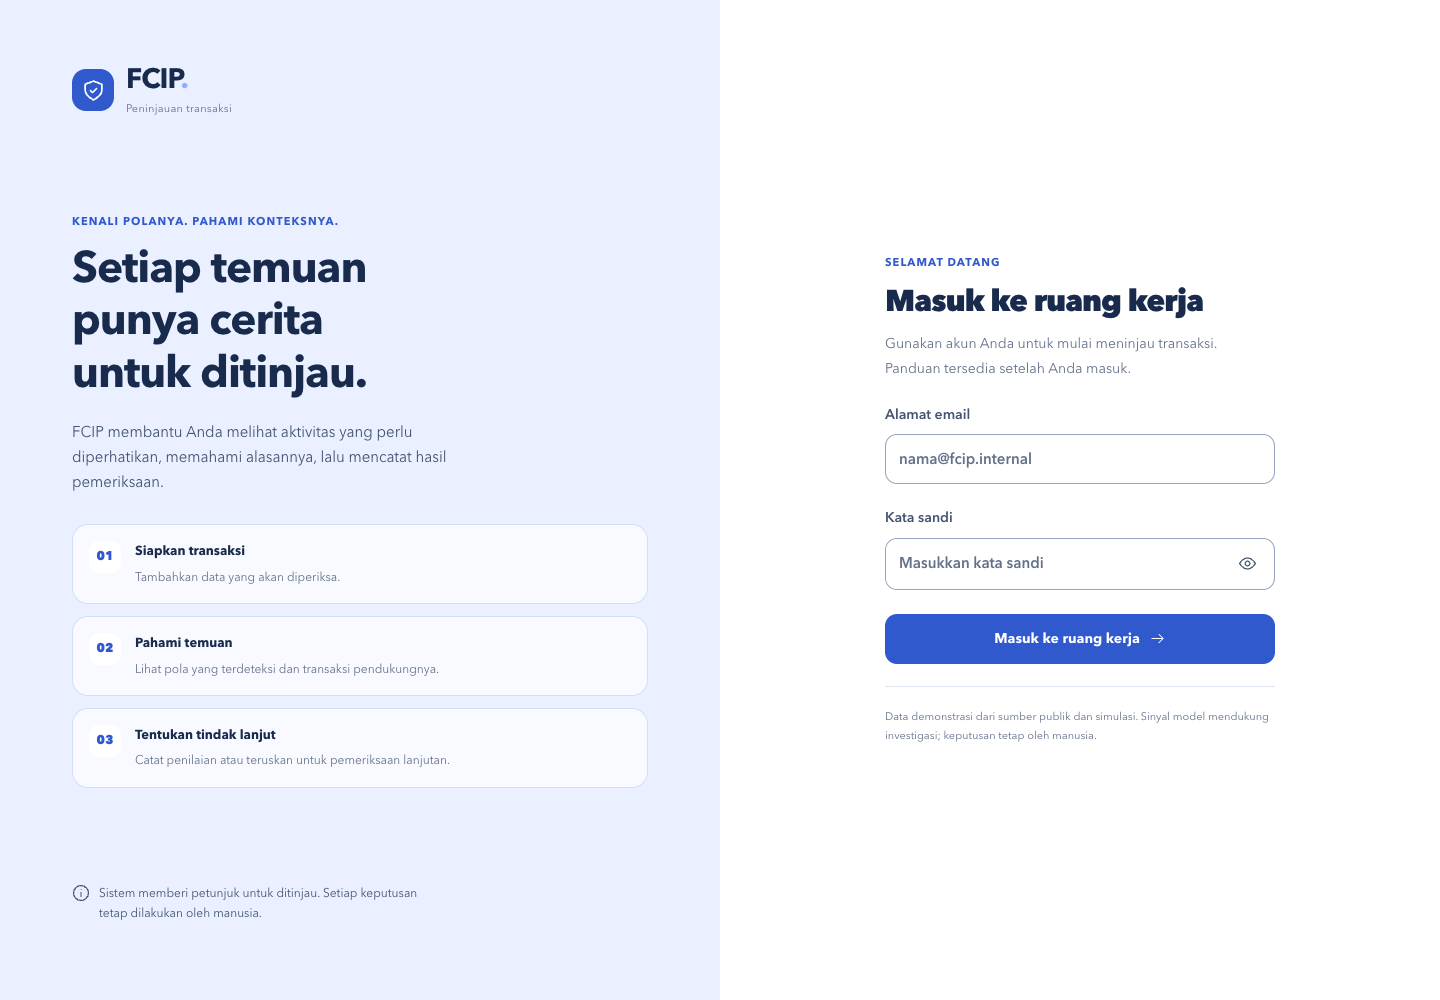 FCIP.
Peninjauan transaksi
KENALI POLANYA. PAHAMI KONTEKSNYA.
Setiap temuan
punya cerita
untuk ditinjau.
FCIP membantu Anda melihat aktivitas yang perlu
diperhatikan, memahami alasannya, lalu mencatat hasil
pemeriksaan.
01
Siapkan transaksi
Tambahkan data yang akan diperiksa.
02
Pahami temuan
Lihat pola yang terdeteksi dan transaksi pendukungnya.
03
Tentukan tindak lanjut
Catat penilaian atau teruskan untuk pemeriksaan lanjutan.
Sistem memberi petunjuk untuk ditinjau. Setiap keputusan
tetap dilakukan oleh manusia.
SELAMAT DATANG
Masuk ke ruang kerja
Gunakan akun Anda untuk mulai meninjau transaksi.
Panduan tersedia setelah Anda masuk.
Alamat email
nama@fcip.internal
Kata sandi
Masukkan kata sandi
Masuk ke ruang kerja →
Data demonstrasi dari sumber publik dan simulasi. Sinyal model mendukung
investigasi; keputusan tetap oleh manusia.